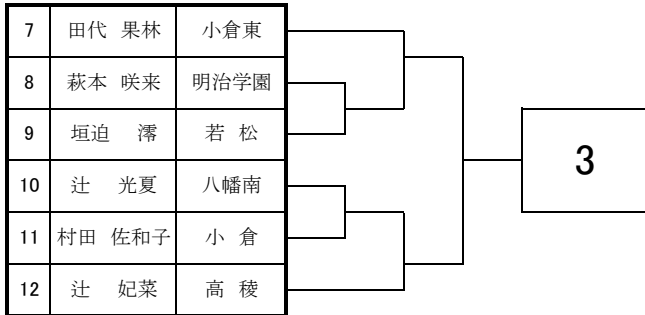 7 田代 果林 小倉東
8 萩本 咲来 明治学園
9 垣迫 澪 若 松
10 辻 光夏 八幡南
11 村田 佐和子 小 倉
12 辻 妃菜 高 稜
3